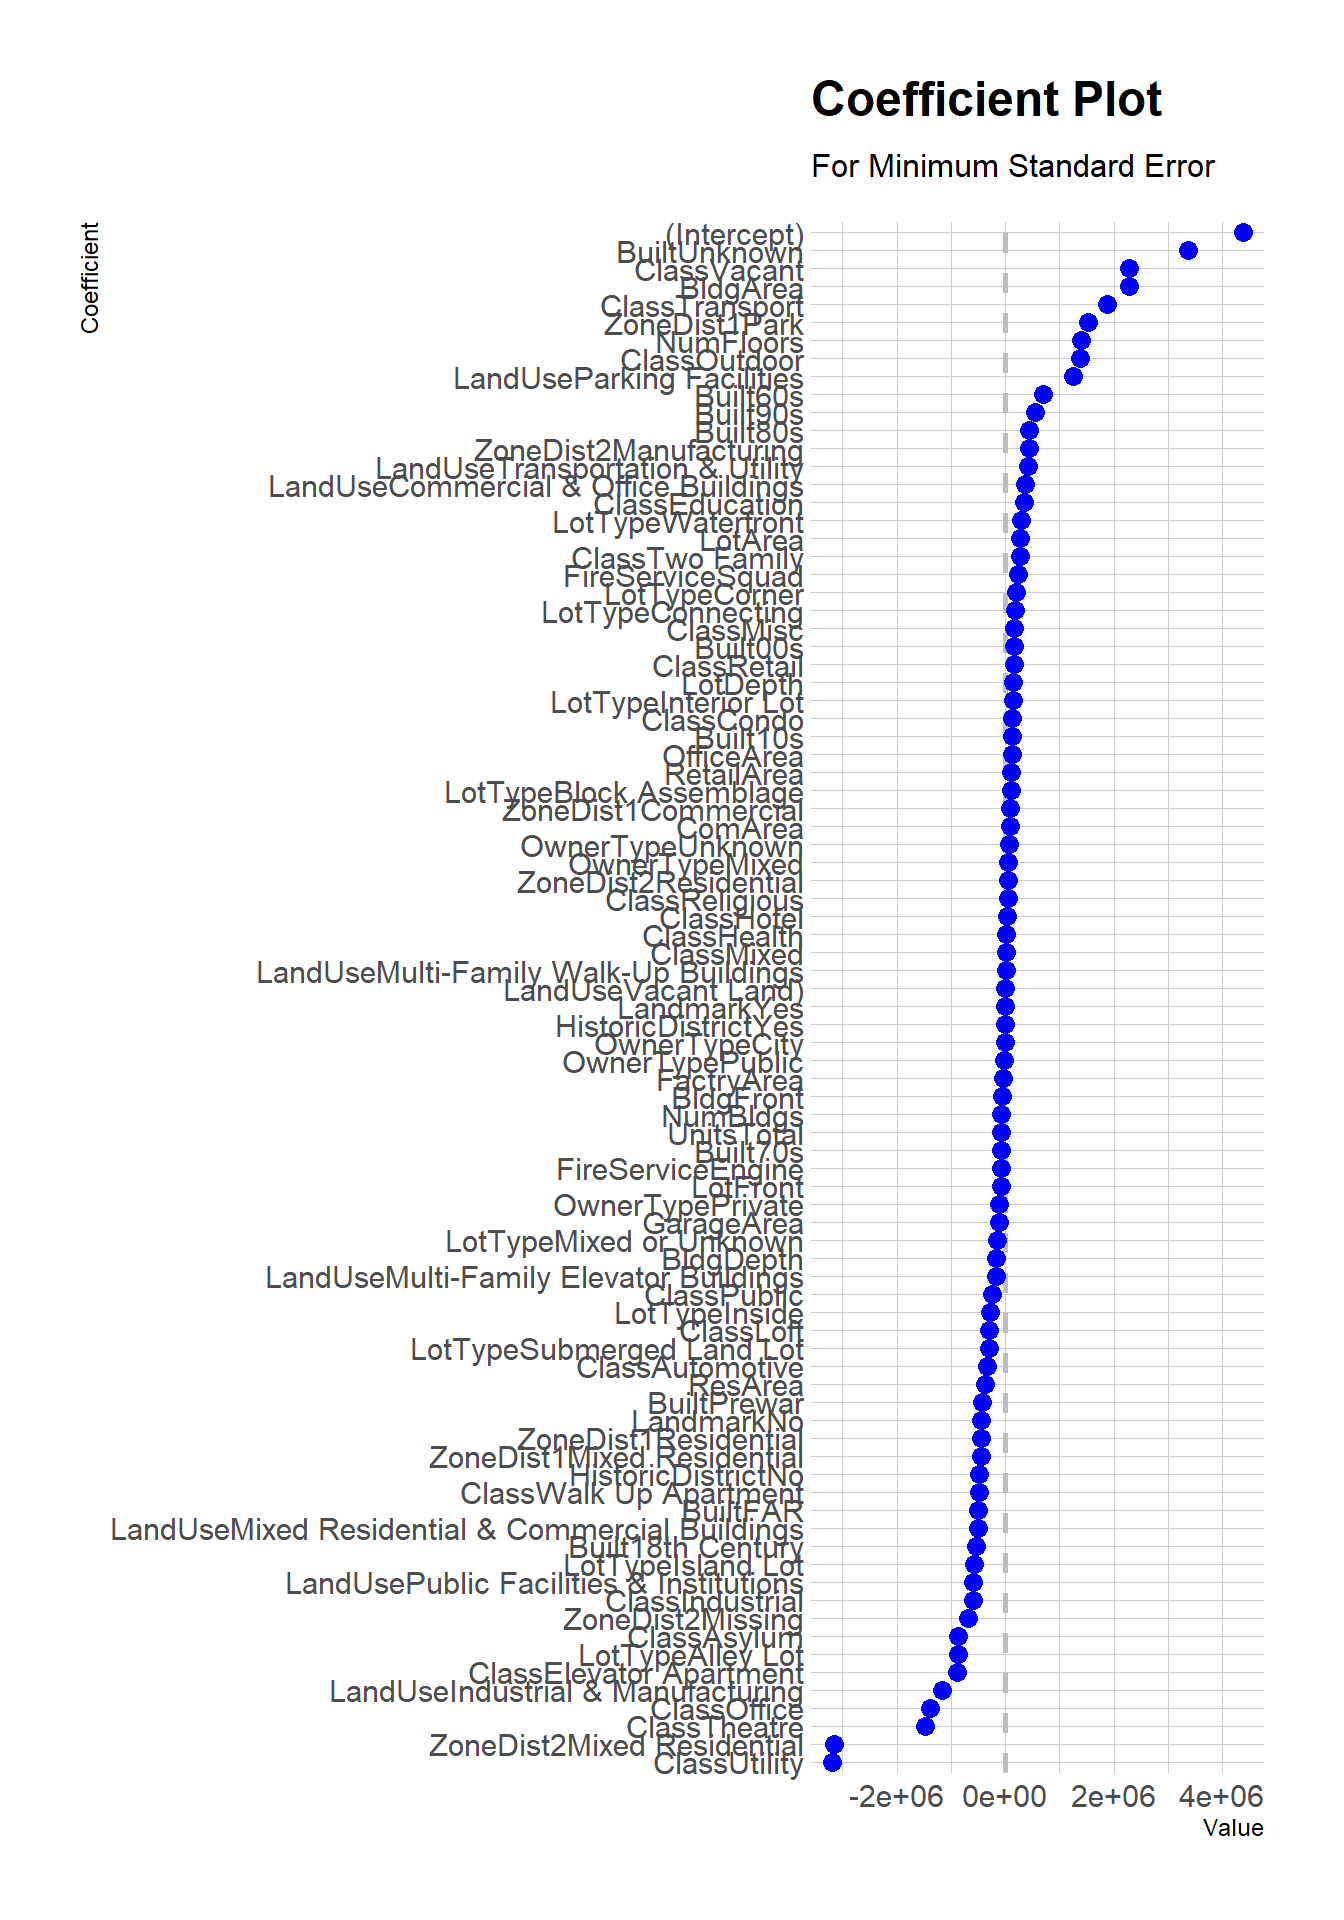 Coefficient Plot
For Minimum Standard Error
Coefficient
(Intercept)
BuiltUnknown
ClassVacant
BldgArea
ClassTransport
ZoneDist1Park
NumFloors
ClassOutdoor
LandUseParking Facilities
Built60s
Built90s
Built80s
ZoneDist2Manufacturing
LandUseTransportation & Utility
LandUseCommercial & Office Buildings
ClassEducation
LotTypeWaterfront
LotArea
ClassTwo Family
FireServiceSquad
LotTypeCorner
LotTypeConnecting
ClassMisc
Built00s
ClassRetail
LotDepth
LotTypeInterior Lot
ClassCondo
Built10s
OfficeArea
RetailArea
LotTypeBlock Assemblage
ZoneDist1Commercial
ComArea
OwnerTypeUnknown
OwnerTypeMixed
ZoneDist2Residential
ClassReligious
ClassHotel
ClassHealth
ClassMixed
LandUseMulti-Family Walk-Up Buildings
LandUseVacant Land)
LandmarkYes
HistoricDistrictYes
OwnerTypeCity
OwnerTypePublic
FactryArea
BldgFront
NumBldgs
UnitsTotal
Built70s
FireServiceEngine
LotFront
OwnerTypePrivate
GarageArea
LotTypeMixed or Unknown
BldgDepth
LandUseMulti-Family Elevator Buildings
ClassPublic
LotTypeInside
ClassLoft
LotTypeSubmerged Land Lot
ClassAutomotive
ResArea
BuiltPrewar
LandmarkNo
ZoneDist1Residential
ZoneDist1Mixed Residential
HistoricDistrictNo
ClassWalk Up Apartment
BuiltFAR
LandUseMixed Residential & Commercial Buildings
Built18th Century
LotTypeIsland Lot
LandUsePublic Facilities & Institutions
ClassIndustrial
ZoneDist2Missing
ClassAsylum
LotTypeAlley Lot
ClassElevator Apartment
LandUseIndustrial & Manufacturing
ClassOffice
ClassTheatre
ZoneDist2Mixed Residential
ClassUtility
-2e+06 0e+00 2e+06 4e+06
Value